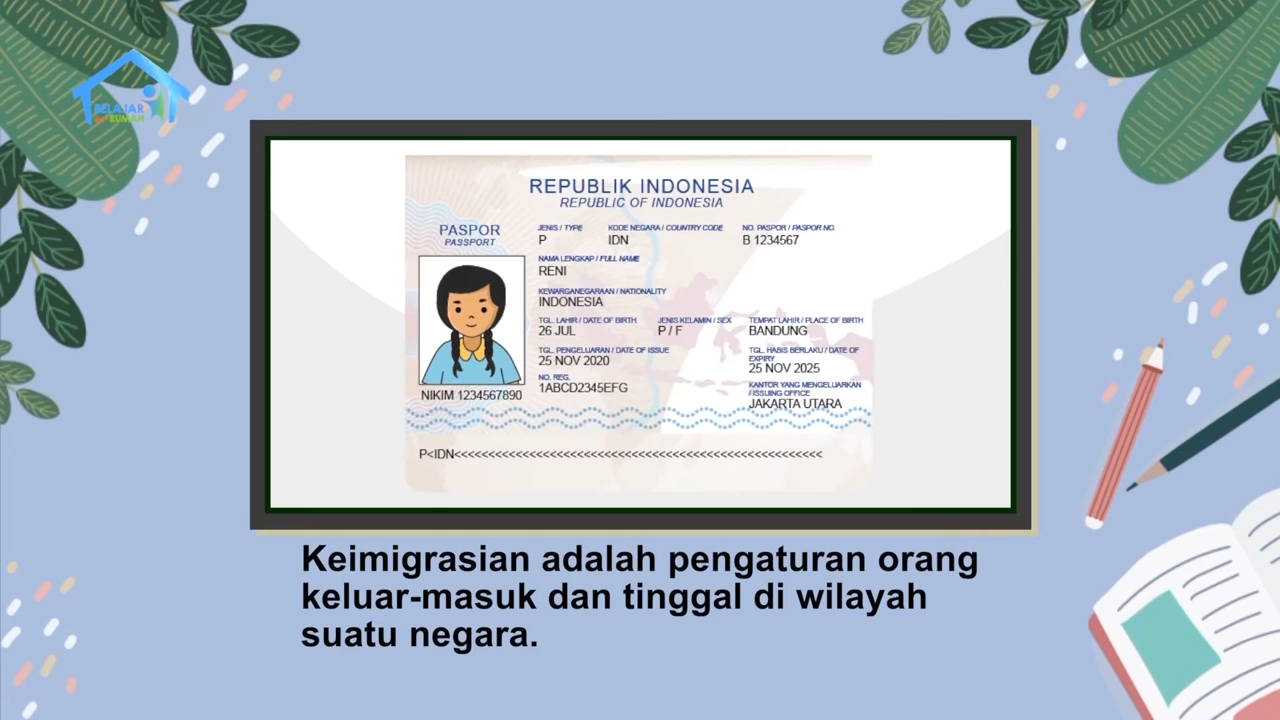 BELAJAR
RUMAH
REPUBLIK INDONESIA
REPUBLIC OF INDONESIA
PASPOR
PASSPORT
JENIS / TYPE KODE NEGARA / COUNTRY CODE NO. PASPOR / PASPOR NO.
P IDN B 1234567
NAMA LENGKAP / FULL NAME
RENI
KEWARGANEGARAAN / NATIONALITY
INDONESIA
TGL. LAHIR / DATE OF BIRTH JENIS KELAMIN / SEX TEMPAT LAHIR / PLACE OF BIRTH
26 JUL P / F BANDUNG
TGL. PENGELUARAN / DATE OF ISSUE TGL. HABIS BERLAKU / DATE OF
EXPIRY
25 NOV 2020 25 NOV 2025
NO. REG. KANTOR YANG MENGELUARKAN
/ ISSUING OFFICE
1ABCD2345EFG JAKARTA UTARA
NIKIM 1234567890
P<IDN<<<<<<<<<<<<<<<<<<<<<<<<<<<<<<<<<<<<<<<<<<<<<<<<<<<<<<
Keimigrasian adalah pengaturan orang
keluar-masuk dan tinggal di wilayah
suatu negara.